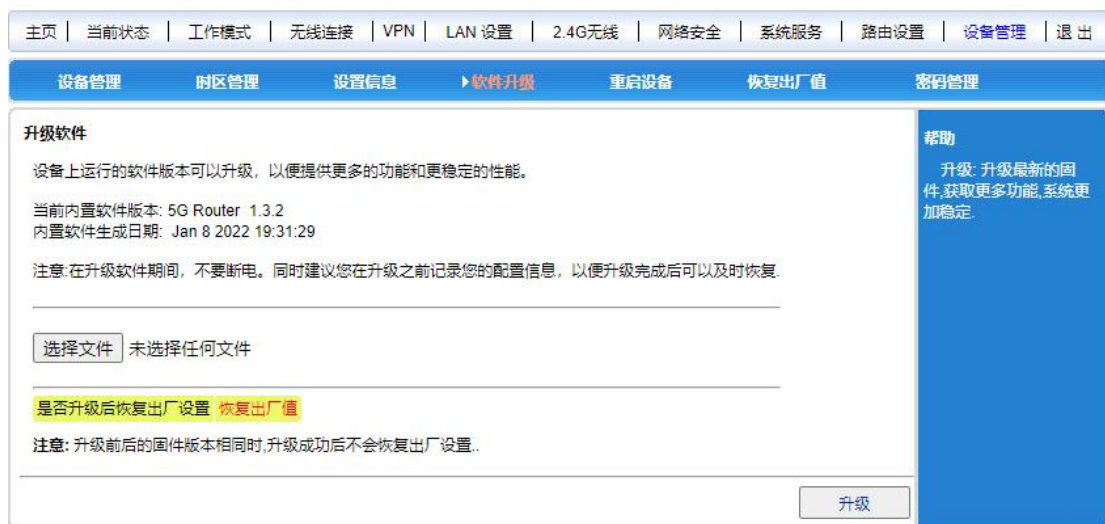 主页 | 当前状态 | 工作模式 | 无线连接 | VPN | LAN 设置 | 2.4G无线 | 网络安全 | 系统服务 | 路由设置 | 设备管理 | 退 出
设备管理 时区管理 设置信息 软件升级 重启设备 恢复出厂值 密码管理
升级软件
设备上运行的软件版本可以升级，以便提供更多的功能和更稳定的性能。
当前内置软件版本: 5G Router 1.3.2
内置软件生成日期: Jan 8 2022 19:31:29
注意:在升级软件期间，不要断电。同时建议您在升级之前记录您的配置信息，以便升级完成后可以及时恢复.
选择文件 未选择任何文件
是否升级后恢复出厂设置 恢复出厂值
注意: 升级前后的固件版本相同时,升级成功后不会恢复出厂设置..
升级
帮助
升级: 升级最新的固
件,获取更多功能,系统更
加稳定.